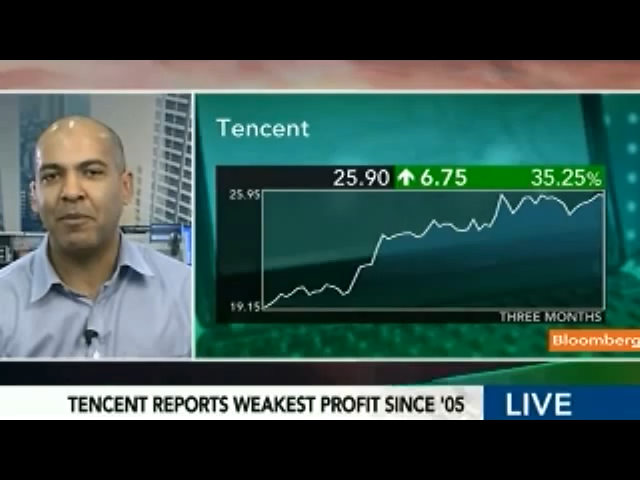 Tencent
25.90 ↑ 6.75 35.25%
25.95
19.15
THREE MONTHS
Bloomberg
TENCENT REPORTS WEAKEST PROFIT SINCE '05 LIVE